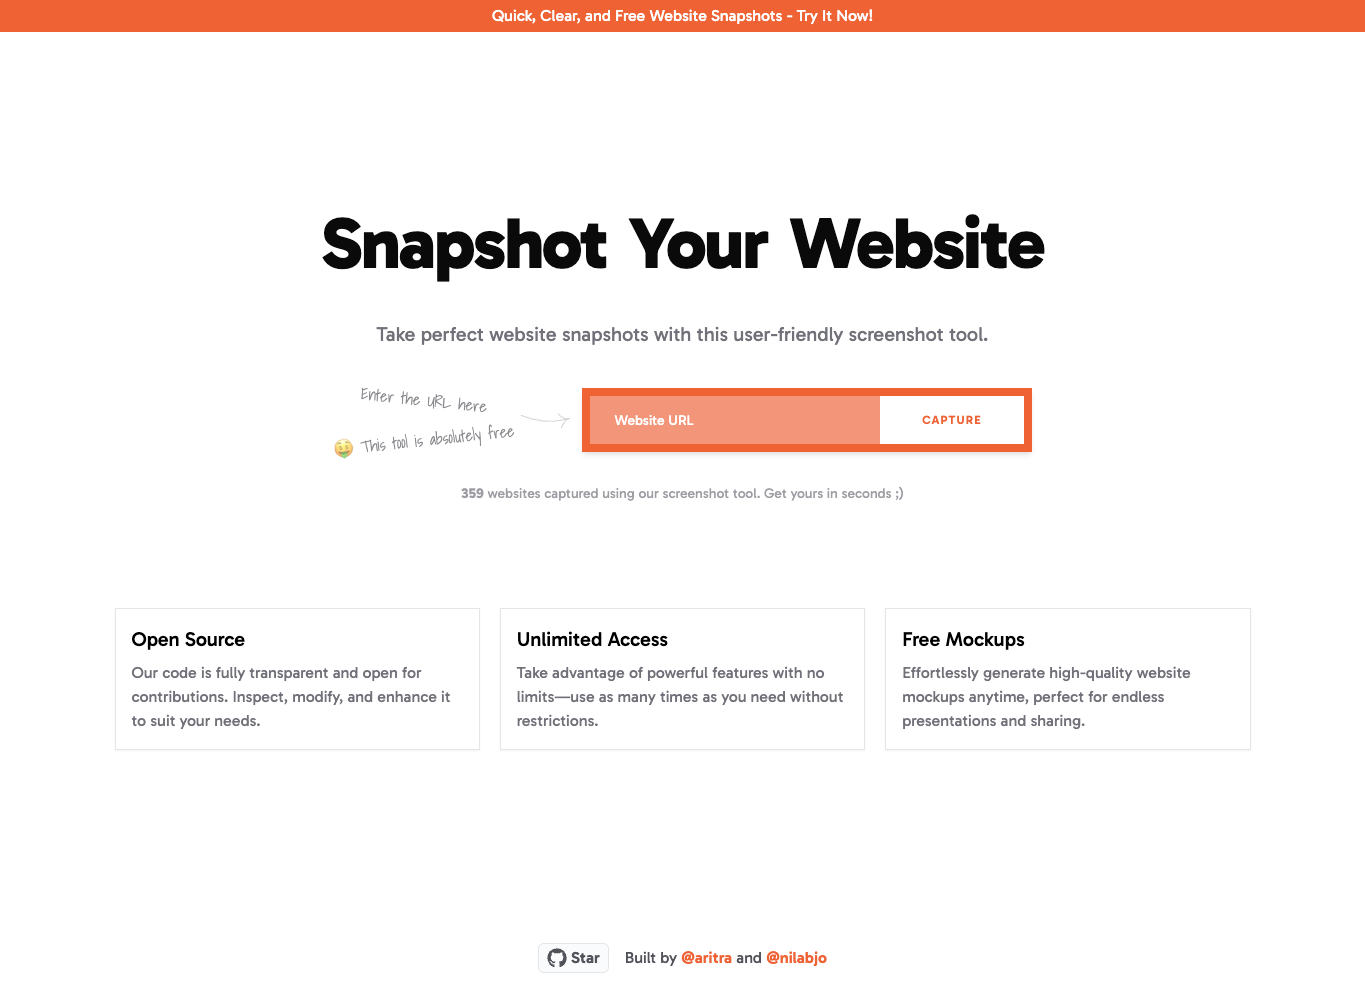 Quick, Clear, and Free Website Snapshots - Try It Now!
Snapshot Your Website
Take perfect website snapshots with this user-friendly screenshot tool.
Enter the URL here
This tool is absolutely free
Website URL
CAPTURE
359 websites captured using our screenshot tool. Get yours in seconds ;)
Open Source
Our code is fully transparent and open for
contributions. Inspect, modify, and enhance it
to suit your needs.
Unlimited Access
Take advantage of powerful features with no
limits—use as many times as you need without
restrictions.
Free Mockups
Effortlessly generate high-quality website
mockups anytime, perfect for endless
presentations and sharing.
Star
Built by @aritra and @nilabjo